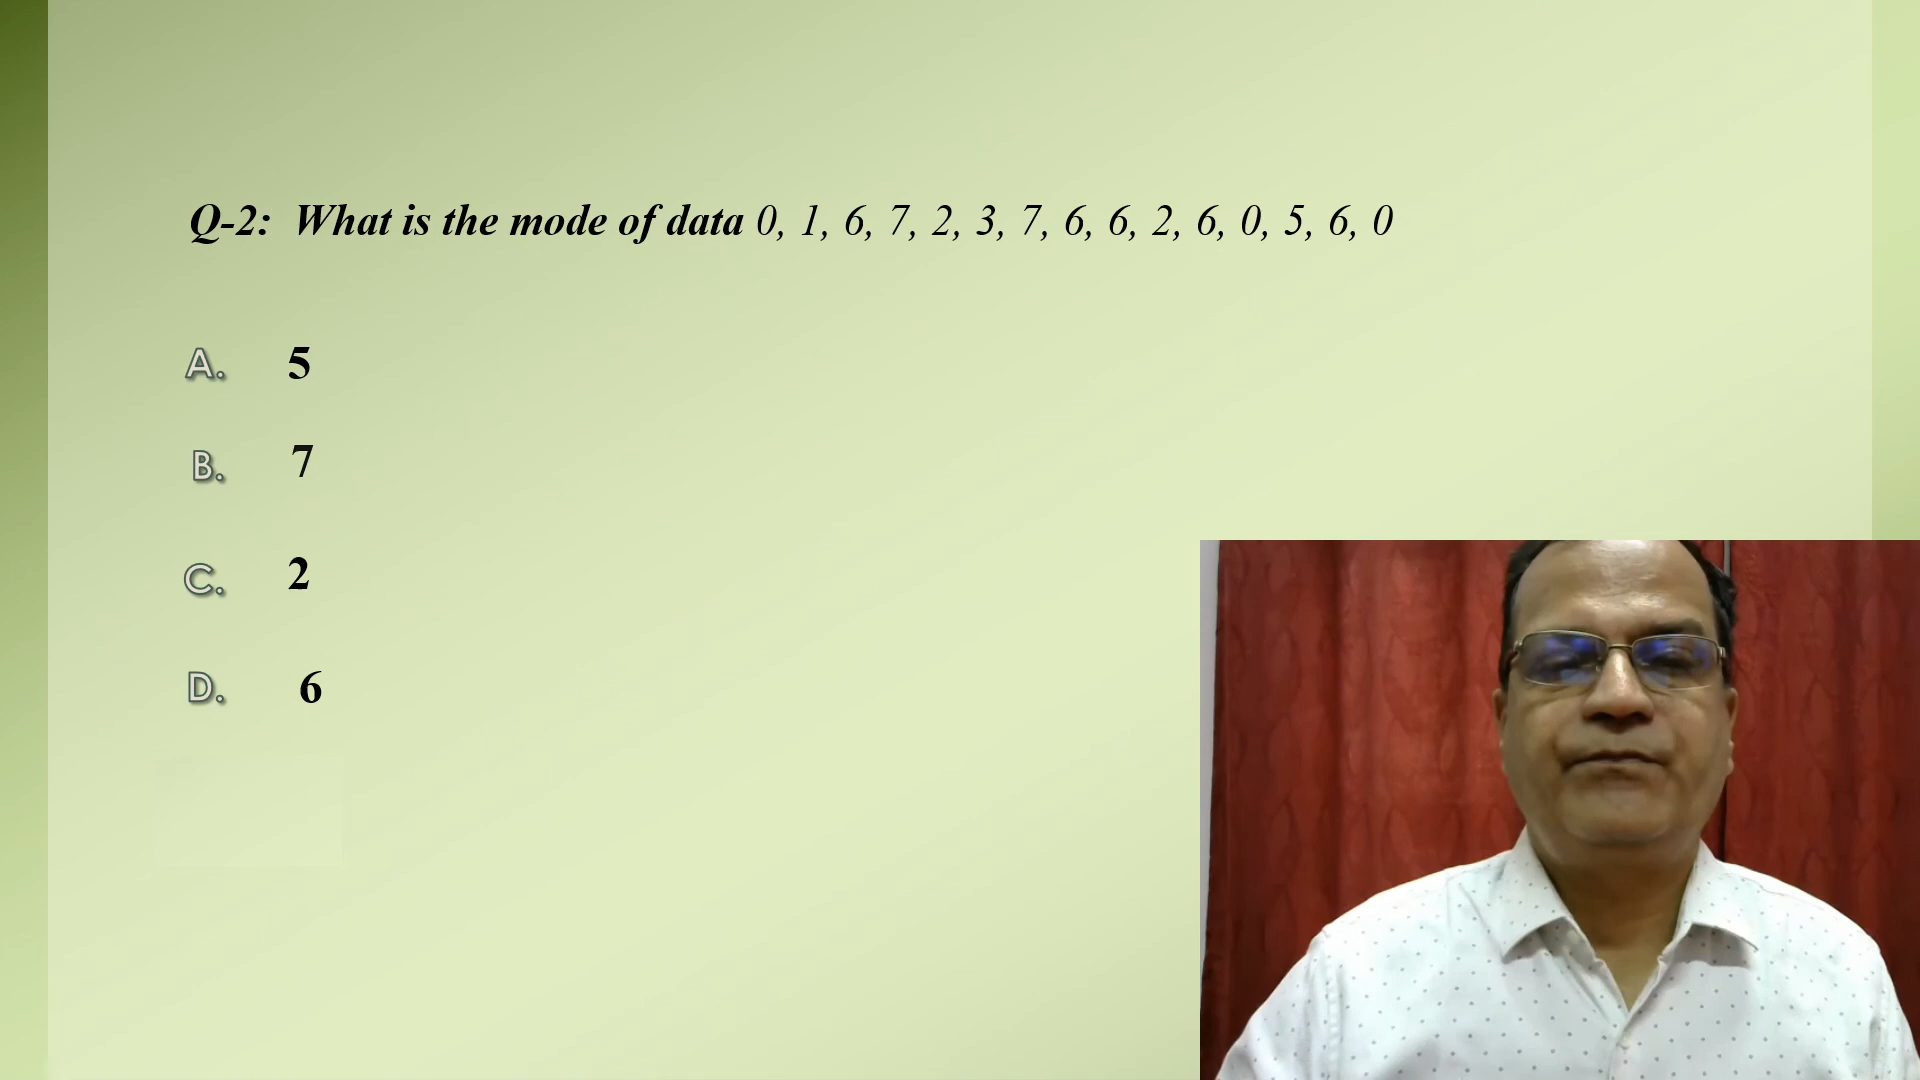 Q-2: What is the mode of data 0, 1, 6, 7, 2, 3, 7, 6, 6, 2, 6, 0, 5, 6, 0
A. 5
B. 7
C. 2
D. 6